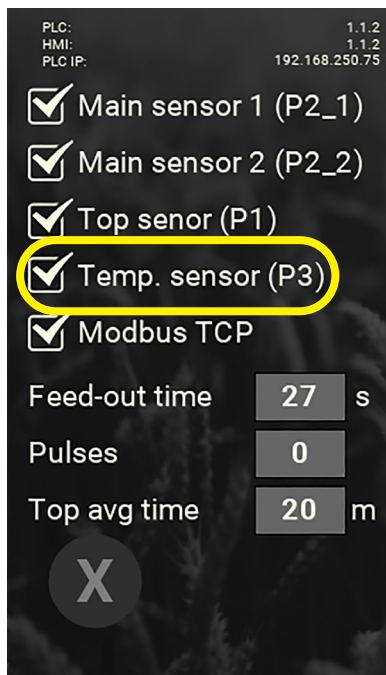 PLC: 1.1.2
HMI: 1.1.2
PLC IP: 192.168.250.75
Main sensor 1 (P2_1)
Main sensor 2 (P2_2)
Top senor (P1)
Temp. sensor (P3)
Modbus TCP
Feed-out time 27 s
Pulses 0
Top avg time 20 m
X